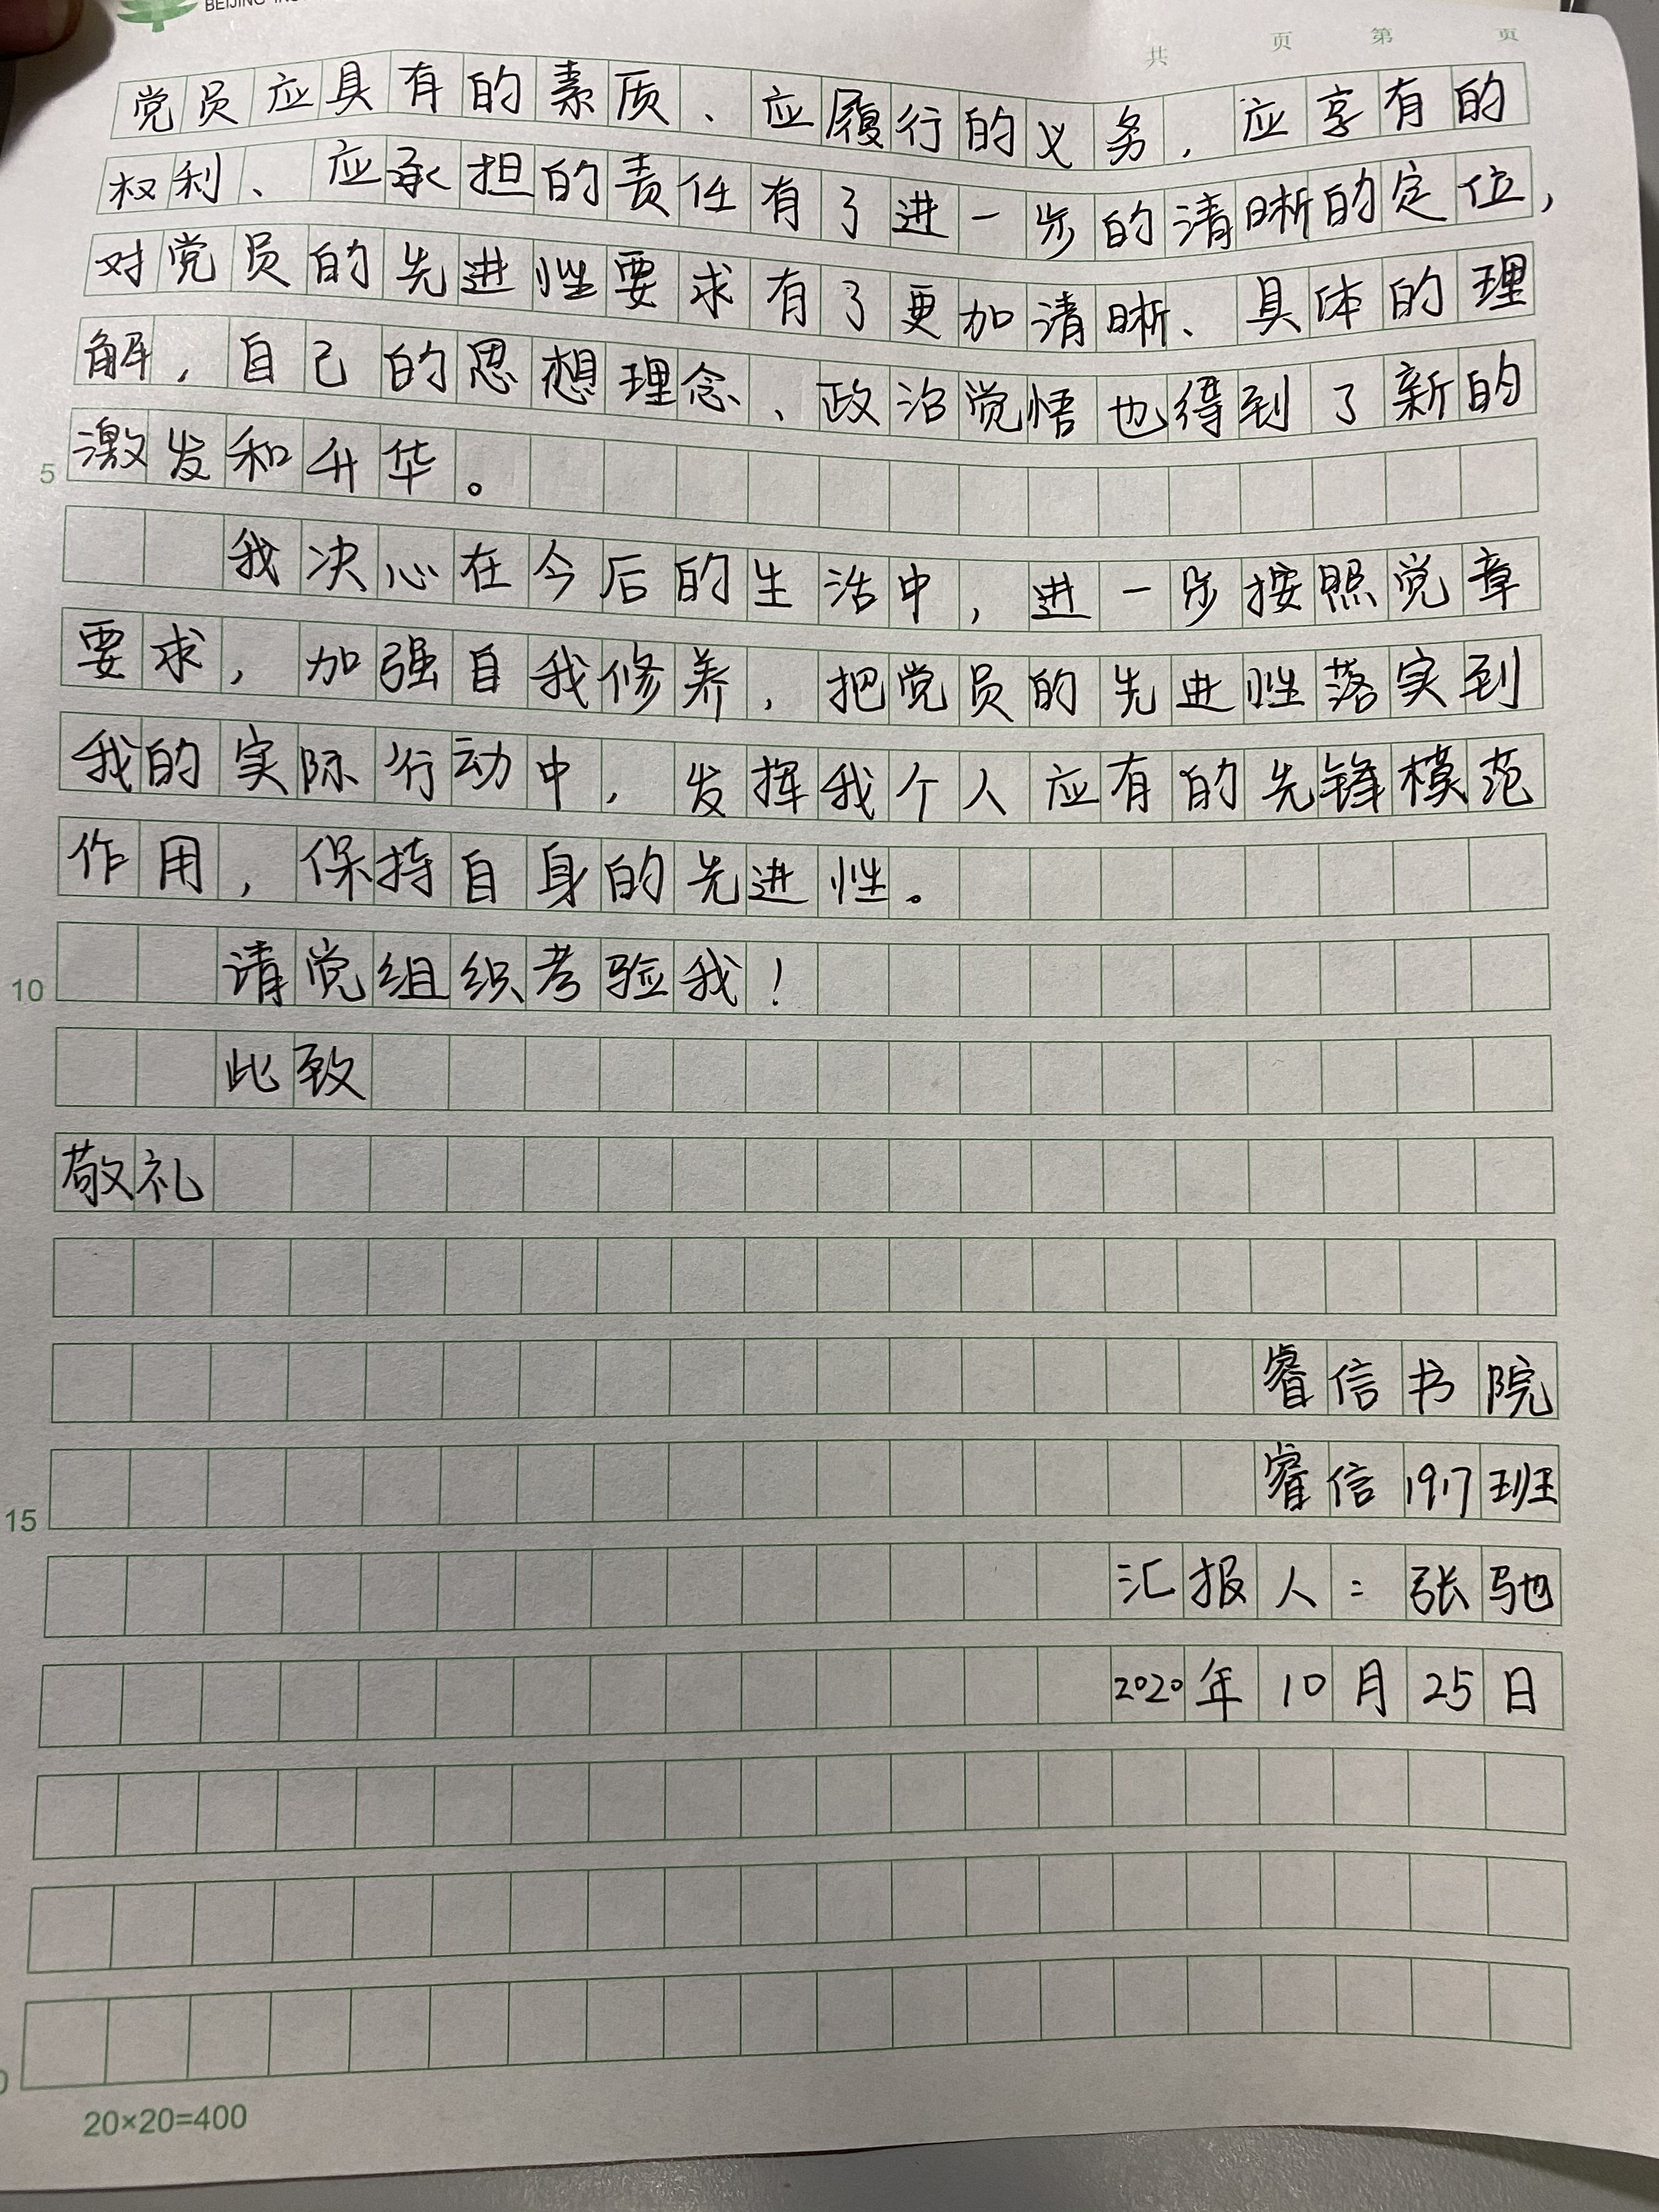 BEIJING
共 页 第 页
党员应具有的素质、应履行的义务，应享有的
权利、应承担的责任有了进一步的清晰的定位，
对党员的先进性要求有了更加清晰、具体的理
解，自己的思想理念、政治觉悟也得到了新的
5 激发和升华。
我决心在今后的生活中，进一步按照党章
要求，加强自我修养，把党员的先进性落实到
我的实际行动中，发挥我个人应有的先锋模范
作用，保持自身的先进性。
10 请党组织考验我！
此致
敬礼
睿信书院
15 睿信1917班
汇报人：张驰
2020年10月25日
20×20=400